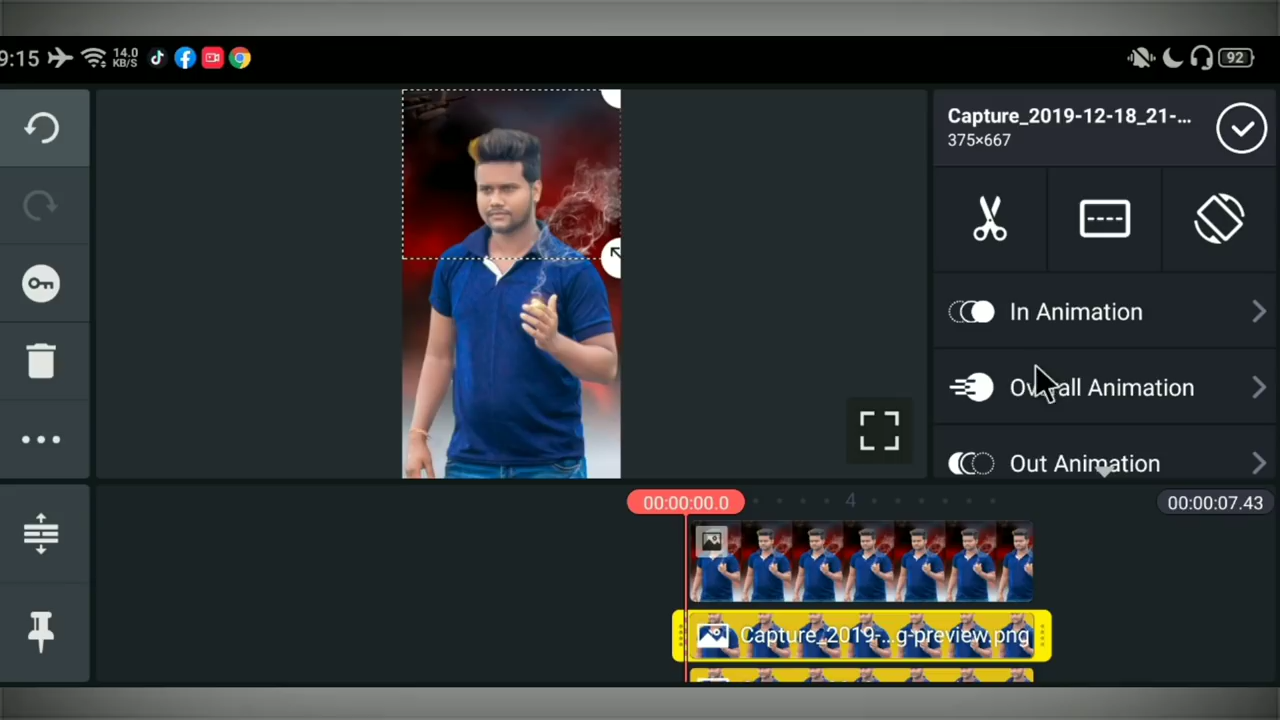 9:15
14.0
KB/S
92
Capture_2019-12-18_21-...
375×667
In Animation
Overall Animation
Out Animation
00:00:00.0
4
00:00:07.43
Capture_2019-...g-preview.png